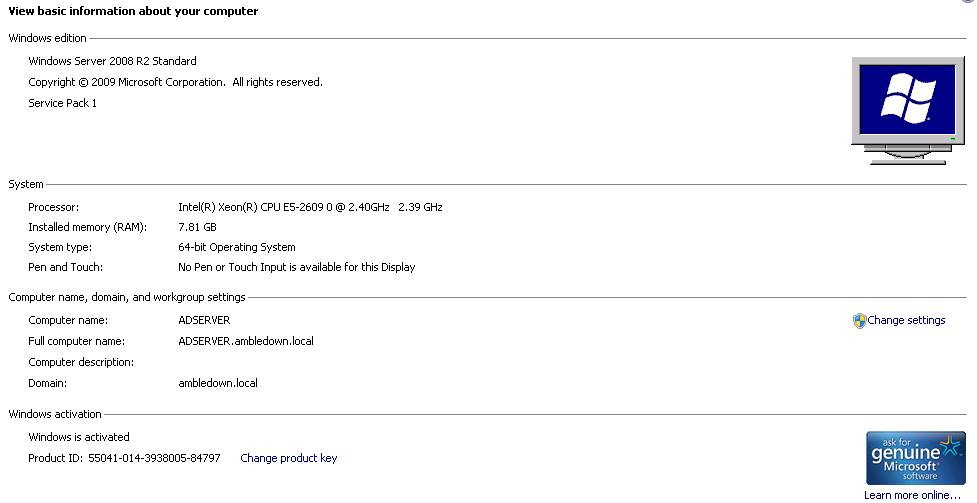 View basic information about your computer
Windows edition
Windows Server 2008 R2 Standard
Copyright © 2009 Microsoft Corporation.  All rights reserved.
Service Pack 1
System
Processor: Intel(R) Xeon(R) CPU E5-2609 0 @ 2.40GHz   2.39 GHz
Installed memory (RAM): 7.81 GB
System type: 64-bit Operating System
Pen and Touch: No Pen or Touch Input is available for this Display
Computer name, domain, and workgroup settings
Computer name: ADSERVER Change settings
Full computer name: ADSERVER.ambledown.local
Computer description:
Domain: ambledown.local
Windows activation
Windows is activated
Product ID: 55041-014-3938005-84797 Change product key
ask for
genuine
Microsoft
software
Learn more online...